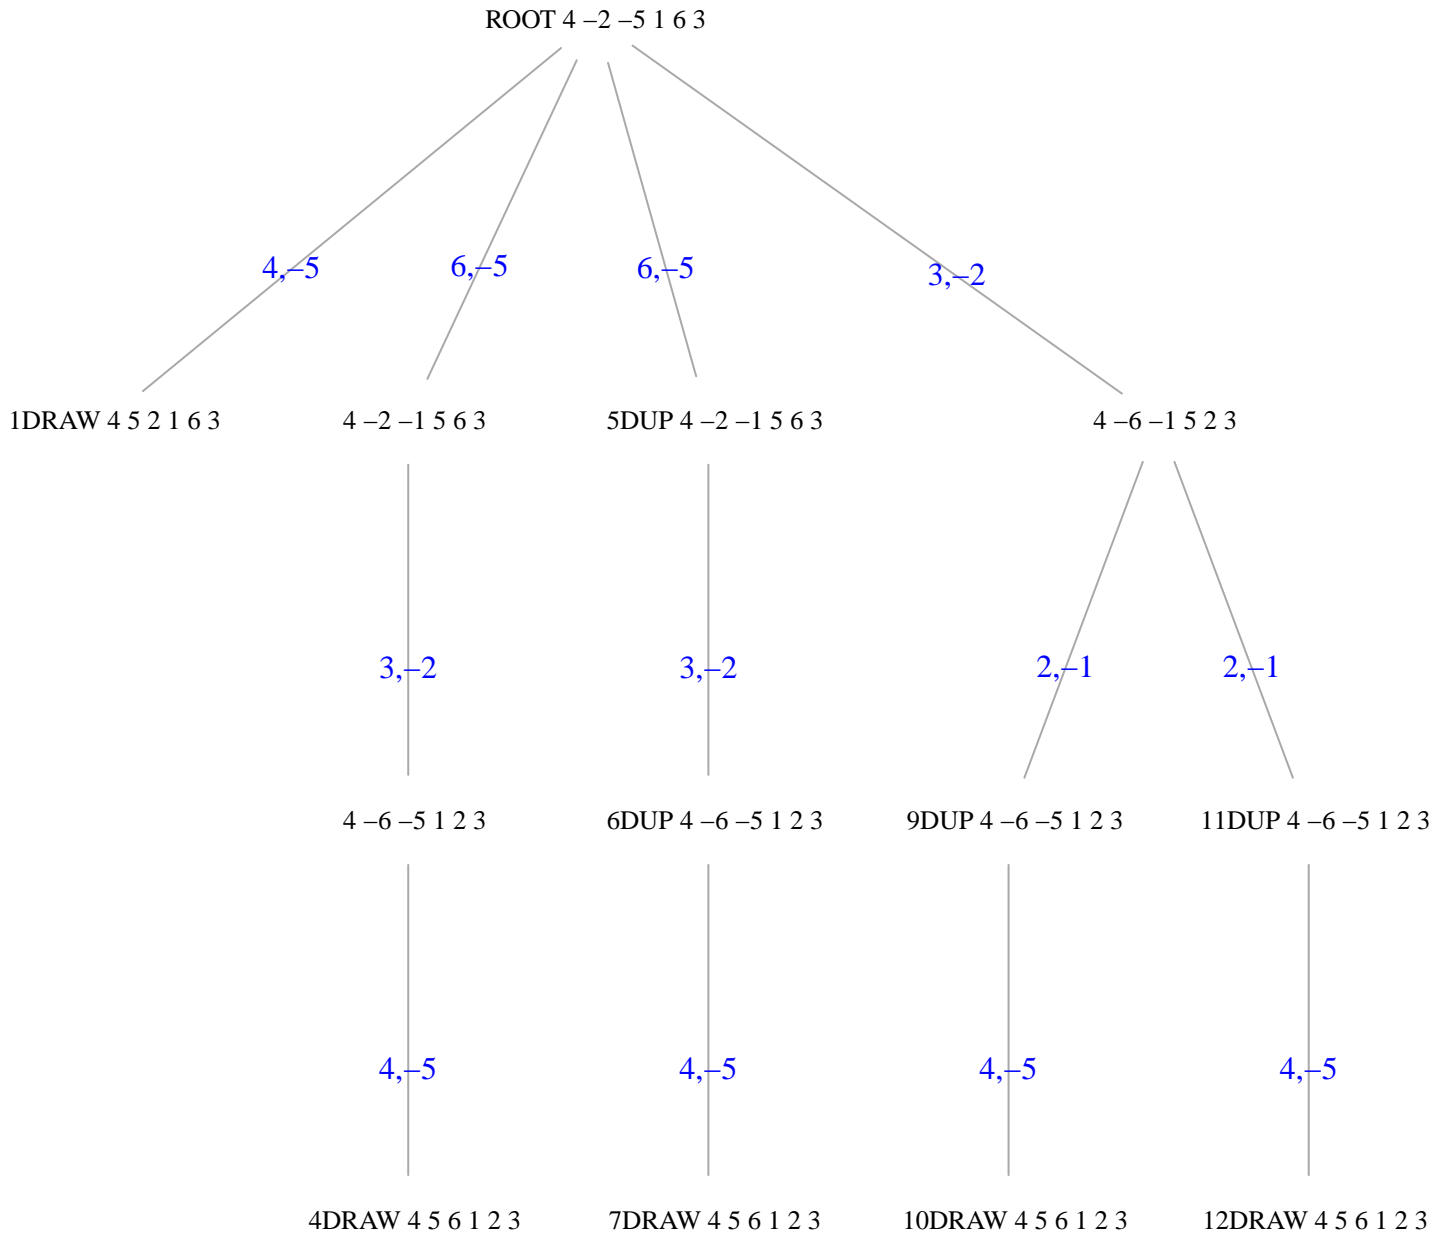 ROOT 4 –2 –5 1 6 3
4,–5
6,–5
6,–5
3,–2
1DRAW 4 5 2 1 6 3
4 –2 –1 5 6 3
5DUP 4 –2 –1 5 6 3
4 –6 –1 5 2 3
3,–2
3,–2
2,–1
2,–1
4 –6 –5 1 2 3
6DUP 4 –6 –5 1 2 3
9DUP 4 –6 –5 1 2 3
11DUP 4 –6 –5 1 2 3
4,–5
4,–5
4,–5
4,–5
4DRAW 4 5 6 1 2 3
7DRAW 4 5 6 1 2 3
10DRAW 4 5 6 1 2 3
12DRAW 4 5 6 1 2 3